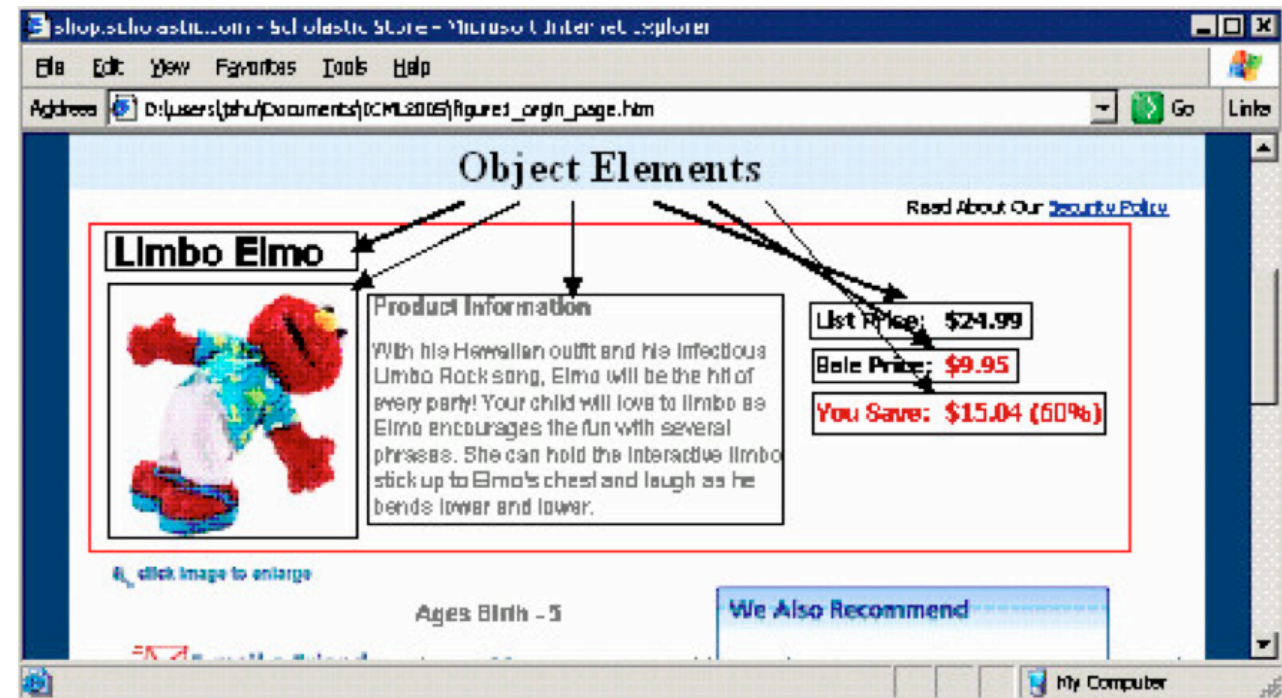 shop.scholastic.com - Scholastic Store - Microsoft Internet Explorer
File Edit View Favorites Tools Help
Address D:\users\jzhu\Documents\ICML2005\figure1_orgin_page.htm Go Links
Object Elements
Read About Our Security Policy
Limbo Elmo
Product Information
With his Hawaiian outfit and his infectious
Limbo Rock song, Elmo will be the hit of
every party! Your child will love to limbo as
Elmo encourages the fun with several
phrases. She can hold the interactive limbo
stick up to Elmo's chest and laugh as he
bends lower and lower.
List Price: $24.99
Sale Price: $9.95
You Save: $15.04 (60%)
click image to enlarge
Ages Birth - 5
We Also Recommend
My Computer